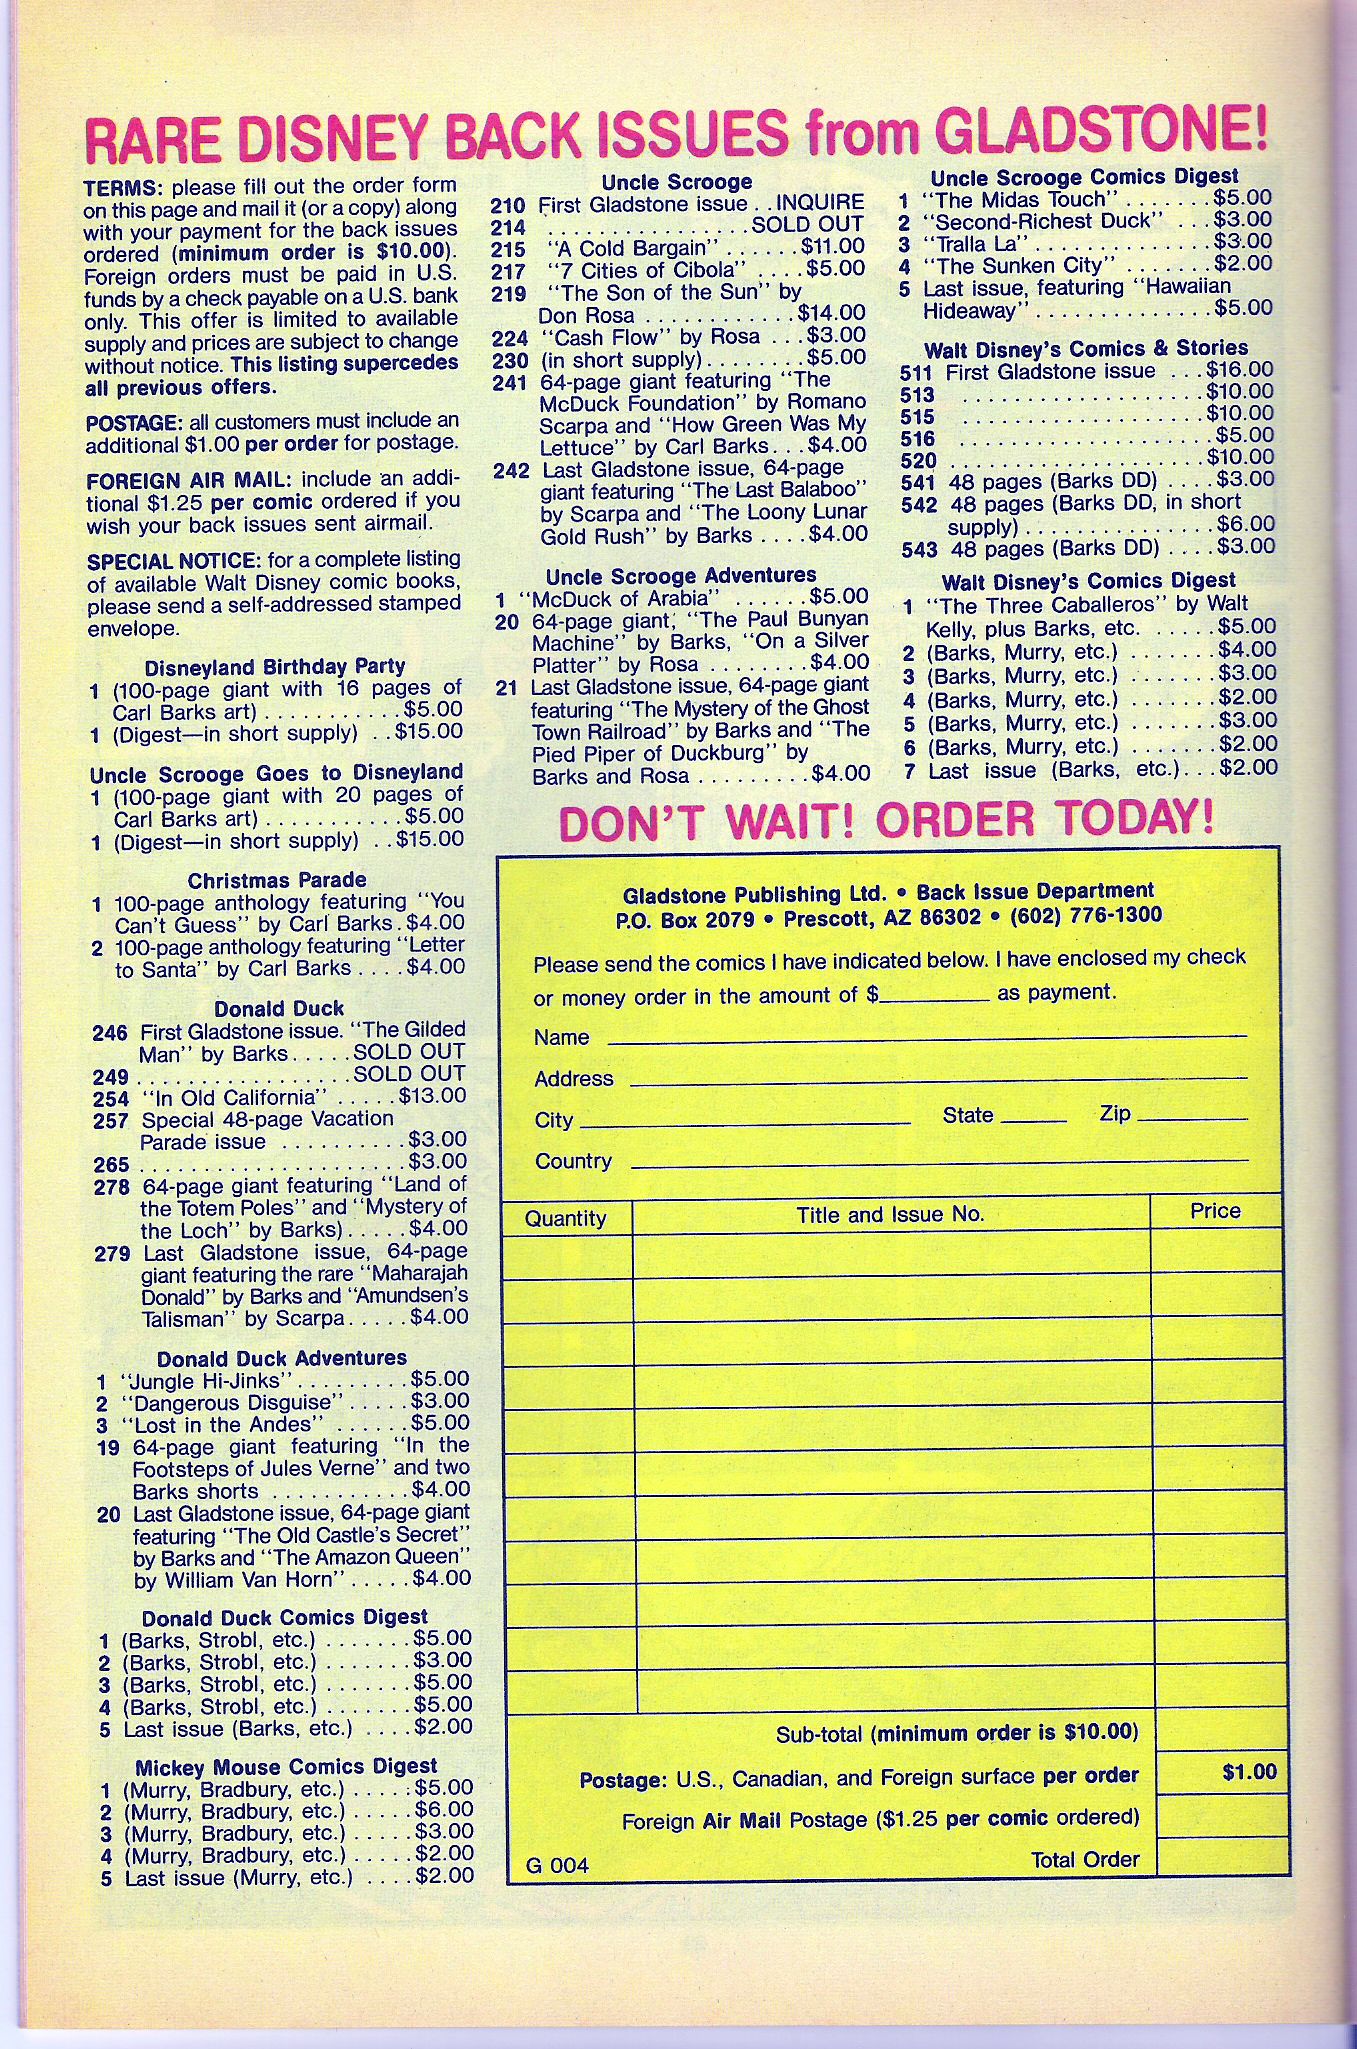 RARE DISNEY BACK ISSUES from GLADSTONE!
TERMS: please fill out the order form
on this page and mail it (or a copy) along
with your payment for the back issues
ordered (minimum order is $10.00).
Foreign orders must be paid in U.S.
funds by a check payable on a U.S. bank
only. This offer is limited to available
supply and prices are subject to change
without notice. This listing supercedes
all previous offers.
POSTAGE: all customers must include an
additional $1.00 per order for postage.
FOREIGN AIR MAIL: include an addi-
tional $1.25 per comic ordered if you
wish your back issues sent airmail.
SPECIAL NOTICE: for a complete listing
of available Walt Disney comic books,
please send a self-addressed stamped
envelope.
Disneyland Birthday Party
1 (100-page giant with 16 pages of
Carl Barks art) . . . . . . . . . . . $5.00
1 (Digest—in short supply) . . $15.00
Uncle Scrooge Goes to Disneyland
1 (100-page giant with 20 pages of
Carl Barks art) . . . . . . . . . . . $5.00
1 (Digest—in short supply) . . $15.00
Christmas Parade
1 100-page anthology featuring "You
Can't Guess" by Carl Barks . $4.00
2 100-page anthology featuring "Letter
to Santa" by Carl Barks . . . . $4.00
Donald Duck
246 First Gladstone issue. "The Gilded
Man" by Barks . . . . . SOLD OUT
249 . . . . . . . . . . . . . . . . . SOLD OUT
254 "In Old California" . . . . . $13.00
257 Special 48-page Vacation
Parade issue . . . . . . . . . . $3.00
265 . . . . . . . . . . . . . . . . . . . . . $3.00
278 64-page giant featuring "Land of
the Totem Poles" and "Mystery of
the Loch" by Barks) . . . . . $4.00
279 Last Gladstone issue, 64-page
giant featuring the rare "Maharajah
Donald" by Barks and "Amundsen's
Talisman" by Scarpa . . . . . $4.00
Donald Duck Adventures
1 "Jungle Hi-Jinks" . . . . . . . . . $5.00
2 "Dangerous Disguise" . . . . . $3.00
3 "Lost in the Andes" . . . . . . $5.00
19 64-page giant featuring "In the
Footsteps of Jules Verne" and two
Barks shorts . . . . . . . . . . . $4.00
20 Last Gladstone issue, 64-page giant
featuring "The Old Castle's Secret"
by Barks and "The Amazon Queen"
by William Van Horn" . . . . . $4.00
Donald Duck Comics Digest
1 (Barks, Strobl, etc.) . . . . . . . $5.00
2 (Barks, Strobl, etc.) . . . . . . . $3.00
3 (Barks, Strobl, etc.) . . . . . . . $5.00
4 (Barks, Strobl, etc.) . . . . . . . $5.00
5 Last issue (Barks, etc.) . . . . $2.00
Mickey Mouse Comics Digest
1 (Murry, Bradbury, etc.) . . . . . $5.00
2 (Murry, Bradbury, etc.) . . . . . $6.00
3 (Murry, Bradbury, etc.) . . . . . $3.00
4 (Murry, Bradbury, etc.) . . . . . $2.00
5 Last issue (Murry, etc.) . . . . $2.00
Uncle Scrooge
210 First Gladstone issue . . INQUIRE
214 . . . . . . . . . . . . . . . . SOLD OUT
215 "A Cold Bargain" . . . . . . $11.00
217 "7 Cities of Cibola" . . . . $5.00
219 "The Son of the Sun" by
Don Rosa . . . . . . . . . . . . $14.00
224 "Cash Flow" by Rosa . . . $3.00
230 (in short supply) . . . . . . . . $5.00
241 64-page giant featuring "The
McDuck Foundation" by Romano
Scarpa and "How Green Was My
Lettuce" by Carl Barks . . . $4.00
242 Last Gladstone issue, 64-page
giant featuring "The Last Balaboo"
by Scarpa and "The Loony Lunar
Gold Rush" by Barks . . . . $4.00
Uncle Scrooge Adventures
1 "McDuck of Arabia" . . . . . . . $5.00
20 64-page giant; "The Paul Bunyan
Machine" by Barks, "On a Silver
Platter" by Rosa . . . . . . . . $4.00
21 Last Gladstone issue, 64-page giant
featuring "The Mystery of the Ghost
Town Railroad" by Barks and "The
Pied Piper of Duckburg" by
Barks and Rosa . . . . . . . . . $4.00
Uncle Scrooge Comics Digest
1 "The Midas Touch" . . . . . . . $5.00
2 "Second-Richest Duck" . . . $3.00
3 "Tralla La" . . . . . . . . . . . . . . $3.00
4 "The Sunken City" . . . . . . . $2.00
5 Last issue, featuring "Hawaiian
Hideaway" . . . . . . . . . . . . . . $5.00
Walt Disney's Comics & Stories
511 First Gladstone issue . . . $16.00
513 . . . . . . . . . . . . . . . . . . . $10.00
515 . . . . . . . . . . . . . . . . . . . $10.00
516 . . . . . . . . . . . . . . . . . . . . $5.00
520 . . . . . . . . . . . . . . . . . . . . $10.00
541 48 pages (Barks DD) . . . . $3.00
542 48 pages (Barks DD, in short
supply) . . . . . . . . . . . . . . . $6.00
543 48 pages (Barks DD) . . . . $3.00
Walt Disney's Comics Digest
1 "The Three Caballeros" by Walt
Kelly, plus Barks, etc. . . . . . $5.00
2 (Barks, Murry, etc.) . . . . . . . $4.00
3 (Barks, Murry, etc.) . . . . . . . $3.00
4 (Barks, Murry, etc.) . . . . . . . $2.00
5 (Barks, Murry, etc.) . . . . . . . $3.00
6 (Barks, Murry, etc.) . . . . . . . $2.00
7 Last issue (Barks, etc.) . . . $2.00
DON'T WAIT! ORDER TODAY!
Gladstone Publishing Ltd. • Back Issue Department
P.O. Box 2079 • Prescott, AZ 86302 • (602) 776-1300
Please send the comics I have indicated below. I have enclosed my check
or money order in the amount of $________ as payment.
Name
Address
City State Zip
Country
Quantity Title and Issue No. Price
Sub-total (minimum order is $10.00)
Postage: U.S., Canadian, and Foreign surface per order $1.00
Foreign Air Mail Postage ($1.25 per comic ordered)
G 004 Total Order